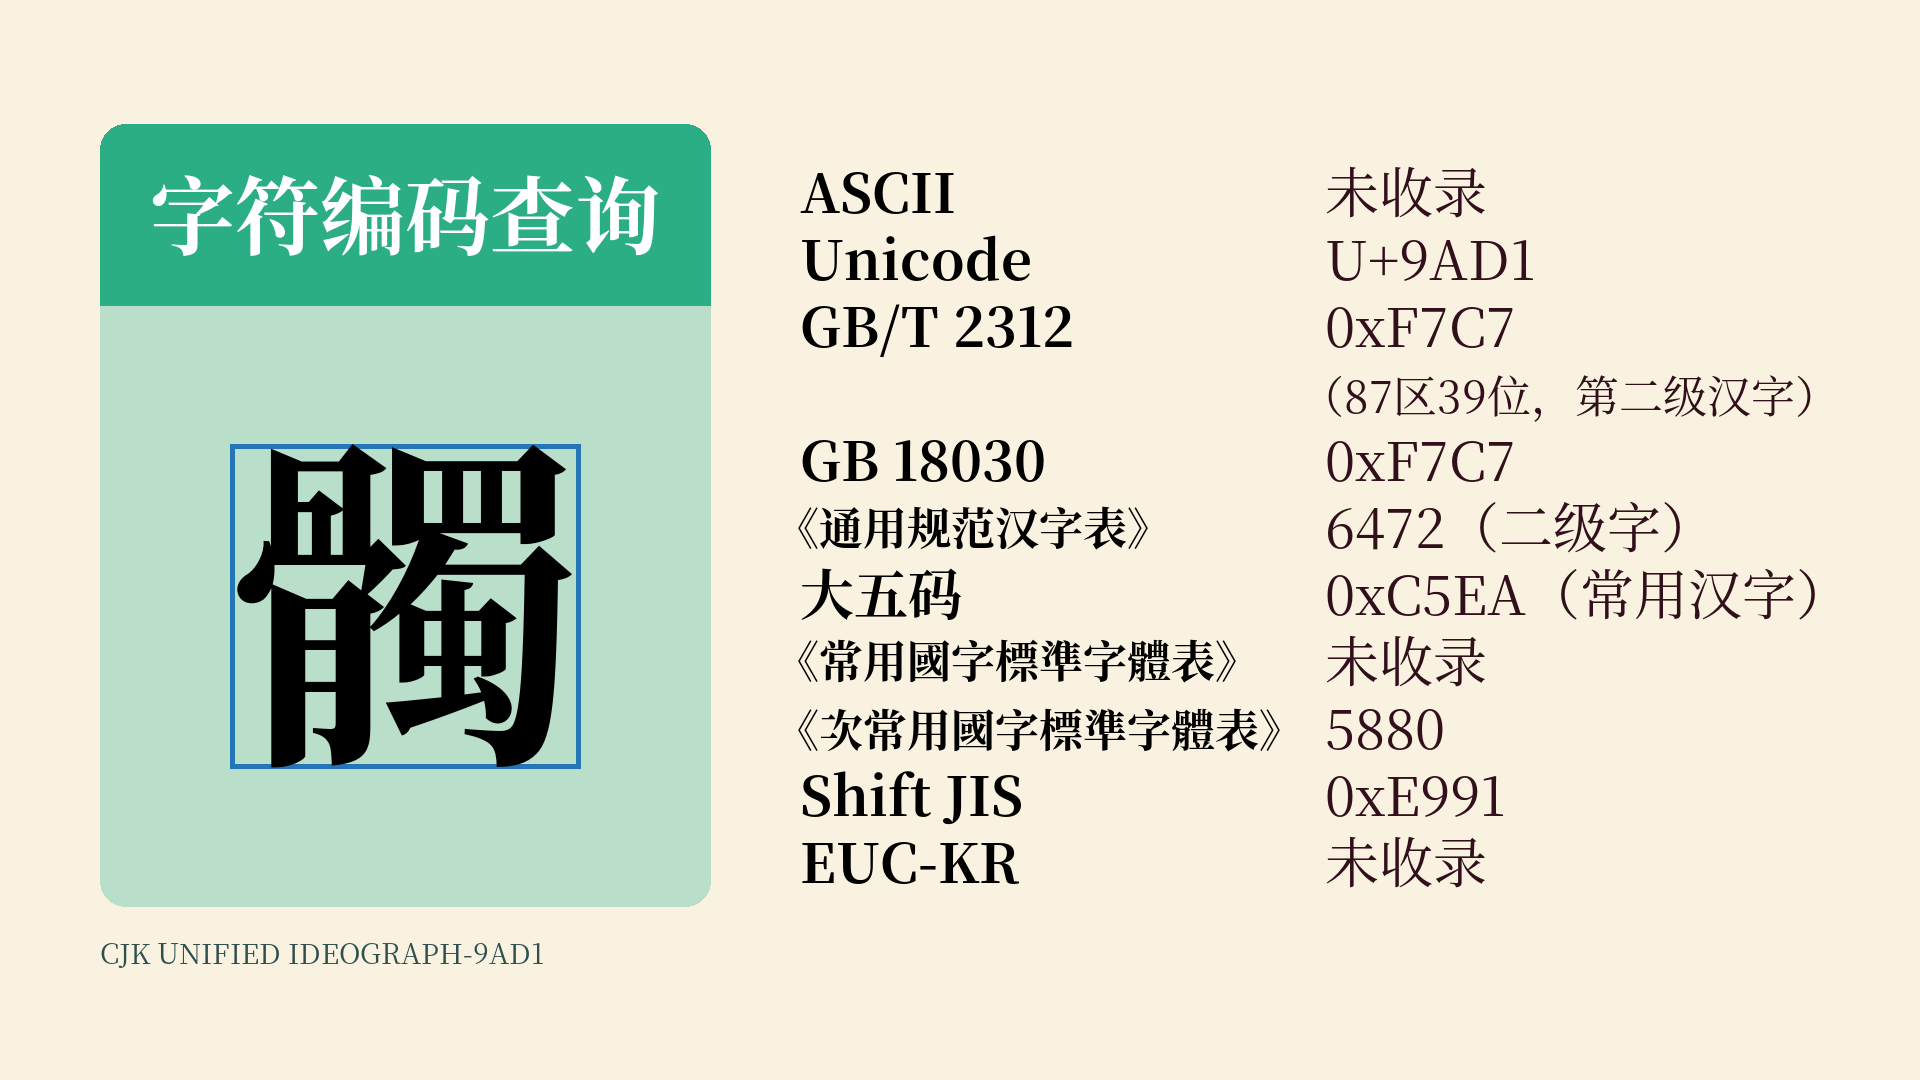 字符编码查询
髑
CJK UNIFIED IDEOGRAPH-9AD1
ASCII 未收录
Unicode U+9AD1
GB/T 2312 0xF7C7
（87区39位，第二级汉字）
GB 18030 0xF7C7
《通用规范汉字表》 6472（二级字）
大五码 0xC5EA（常用汉字）
《常用國字標準字體表》 未收录
《次常用國字標準字體表》 5880
Shift JIS 0xE991
EUC-KR 未收录